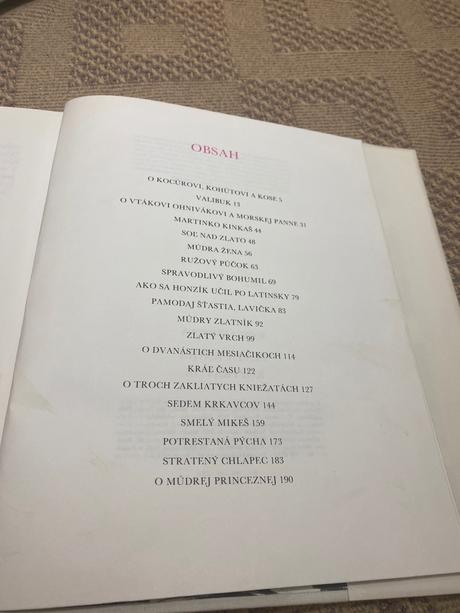 OBSAH
O KOCÚROVI, KOHÚTOVI A KOSE 5
VALIBUK 13
O VTÁKOVI OHNIVÁKOVI A MORSKEJ PANNE 31
MARTINKO KINKAŠ 44
SOĽ NAD ZLATO 48
MÚDRA ŽENA 56
RUŽOVÝ PÚČOK 63
SPRAVODLIVÝ BOHUMIL 69
AKO SA HONZÍK UČIL PO LATINSKY 79
PAMODAJ ŠŤASTIA, LAVIČKA 83
MÚDRY ZLATNÍK 92
ZLATÝ VRCH 99
O DVANÁSTICH MESIAČIKOCH 114
KRÁĽ ČASU 122
O TROCH ZAKLIATYCH KNIEŽATÁCH 127
SEDEM KRKAVCOV 144
SMELÝ MIKEŠ 159
POTRESTANÁ PÝCHA 173
STRATENÝ CHLAPEC 183
O MÚDREJ PRINCEZNEJ 190